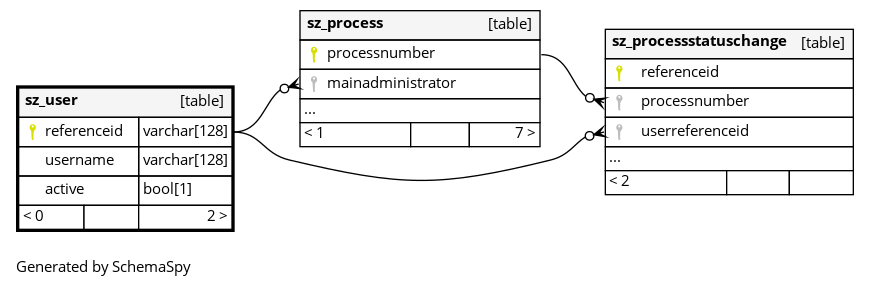 sz_user [table]
referenceid varchar[128]
username varchar[128]
active bool[1]
< 0 2 >
sz_process [table]
processnumber
mainadministrator
...
< 1 7 >
sz_processstatuschange [table]
referenceid
processnumber
userreferenceid
...
< 2
Generated by SchemaSpy